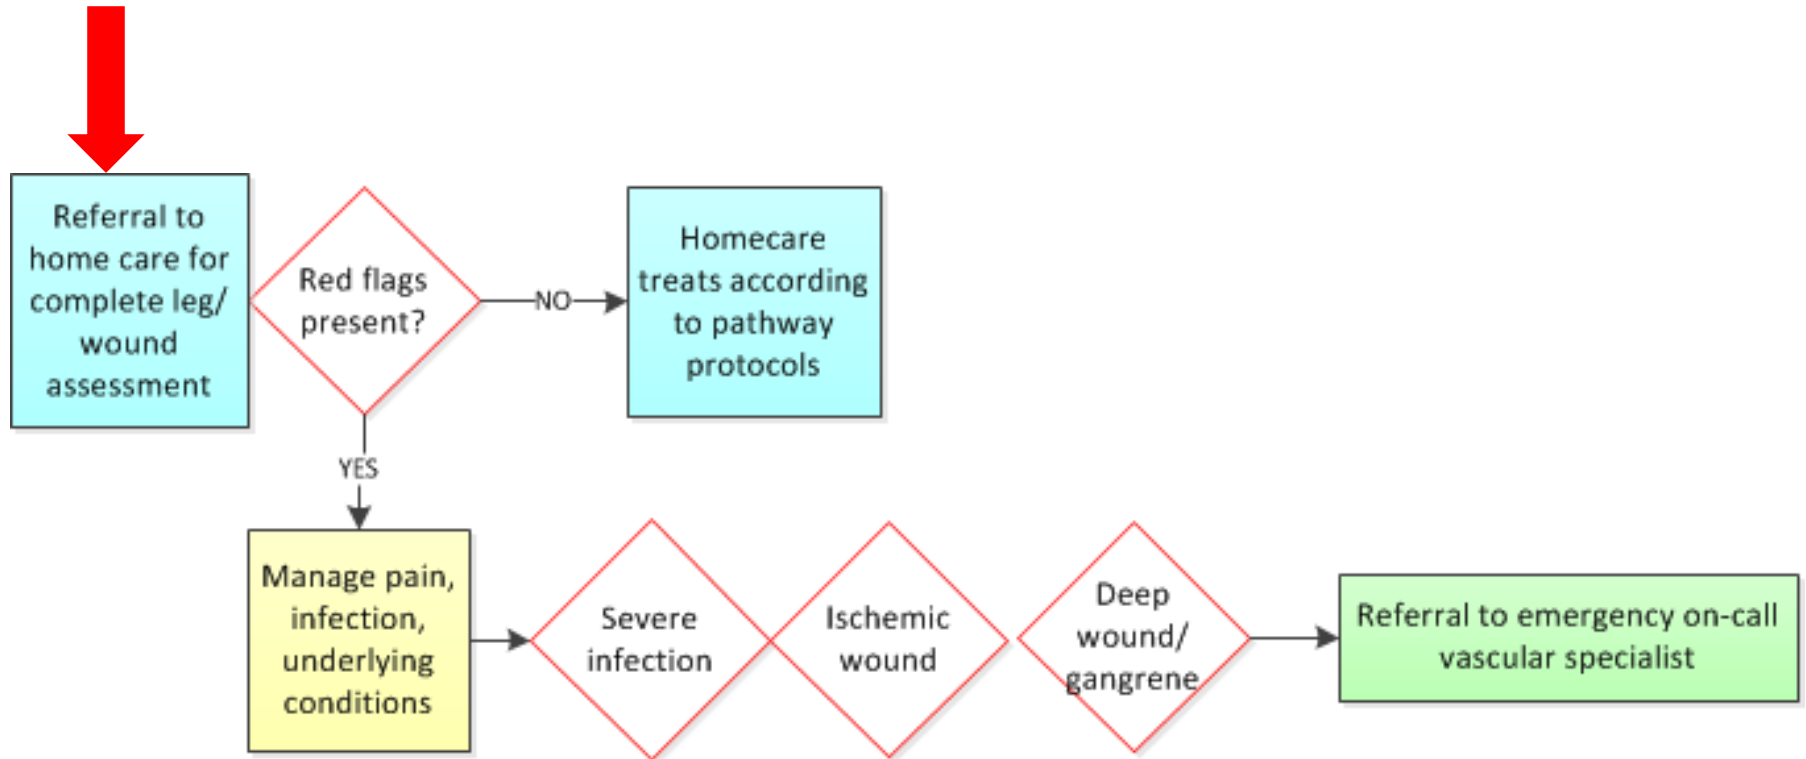 Referral to
home care for
complete leg/
wound
assessment
Red flags
present?
NO
Homecare
treats according
to pathway
protocols
YES
Manage pain,
infection,
underlying
conditions
Severe
infection
Ischemic
wound
Deep
wound/
gangrene
Referral to emergency on-call
vascular specialist